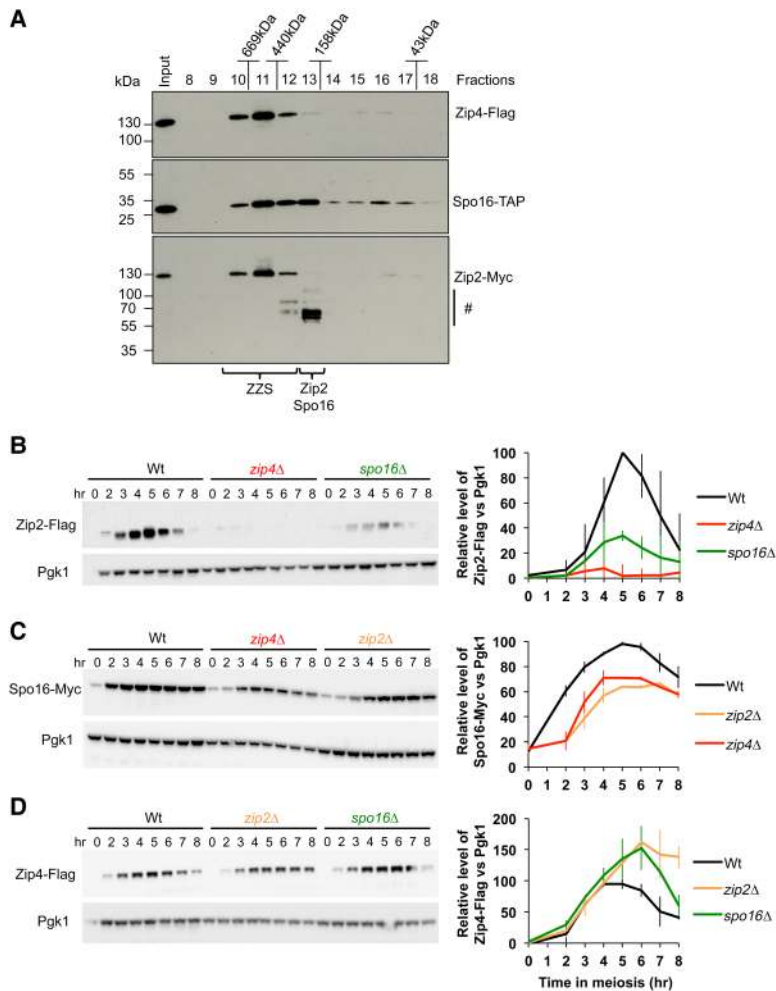 A
669kDa 440kDa 158kDa 43kDa
kDa Input 8 9 10 11 12 13 14 15 16 17 18 Fractions
130
100
Zip4-Flag
55
35
25
Spo16-TAP
130
100
70
55
35
Zip2-Myc
#
ZZS Zip2
Spo16
B
Wt zip4Δ spo16Δ
hr 0 2 3 4 5 6 7 8 0 2 3 4 5 6 7 8 0 2 3 4 5 6 7 8
Zip2-Flag
Pgk1
Relative level of
Zip2-Flag vs Pgk1
100
80
60
40
20
0
0 1 2 3 4 5 6 7 8
Wt
zip4Δ
spo16Δ
C
Wt zip4Δ zip2Δ
hr 0 2 3 4 5 6 7 8 0 2 3 4 5 6 7 8 0 2 3 4 5 6 7 8
Spo16-Myc
Pgk1
Relative level of
Spo16-Myc vs Pgk1
100
80
60
40
20
0
0 1 2 3 4 5 6 7 8
Wt
zip2Δ
zip4Δ
D
Wt zip2Δ spo16Δ
hr 0 2 3 4 5 6 7 8 0 2 3 4 5 6 7 8 0 2 3 4 5 6 7 8
Zip4-Flag
Pgk1
Relative level of
Zip4-Flag vs Pgk1
200
150
100
50
0
0 1 2 3 4 5 6 7 8
Time in meiosis (hr)
Wt
zip2Δ
spo16Δ